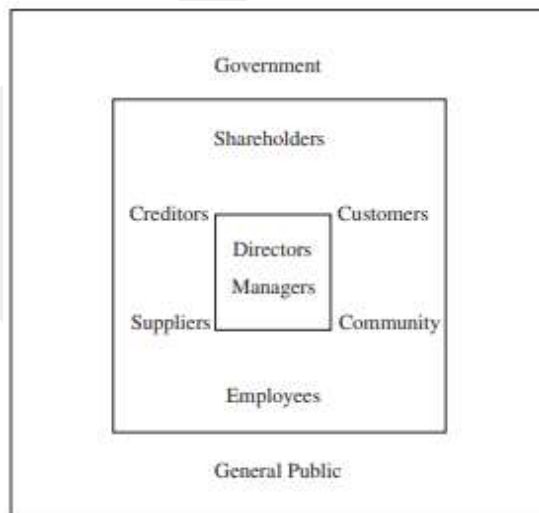 Government
Shareholders
Creditors Customers
Directors
Managers
Suppliers Community
Employees
General Public